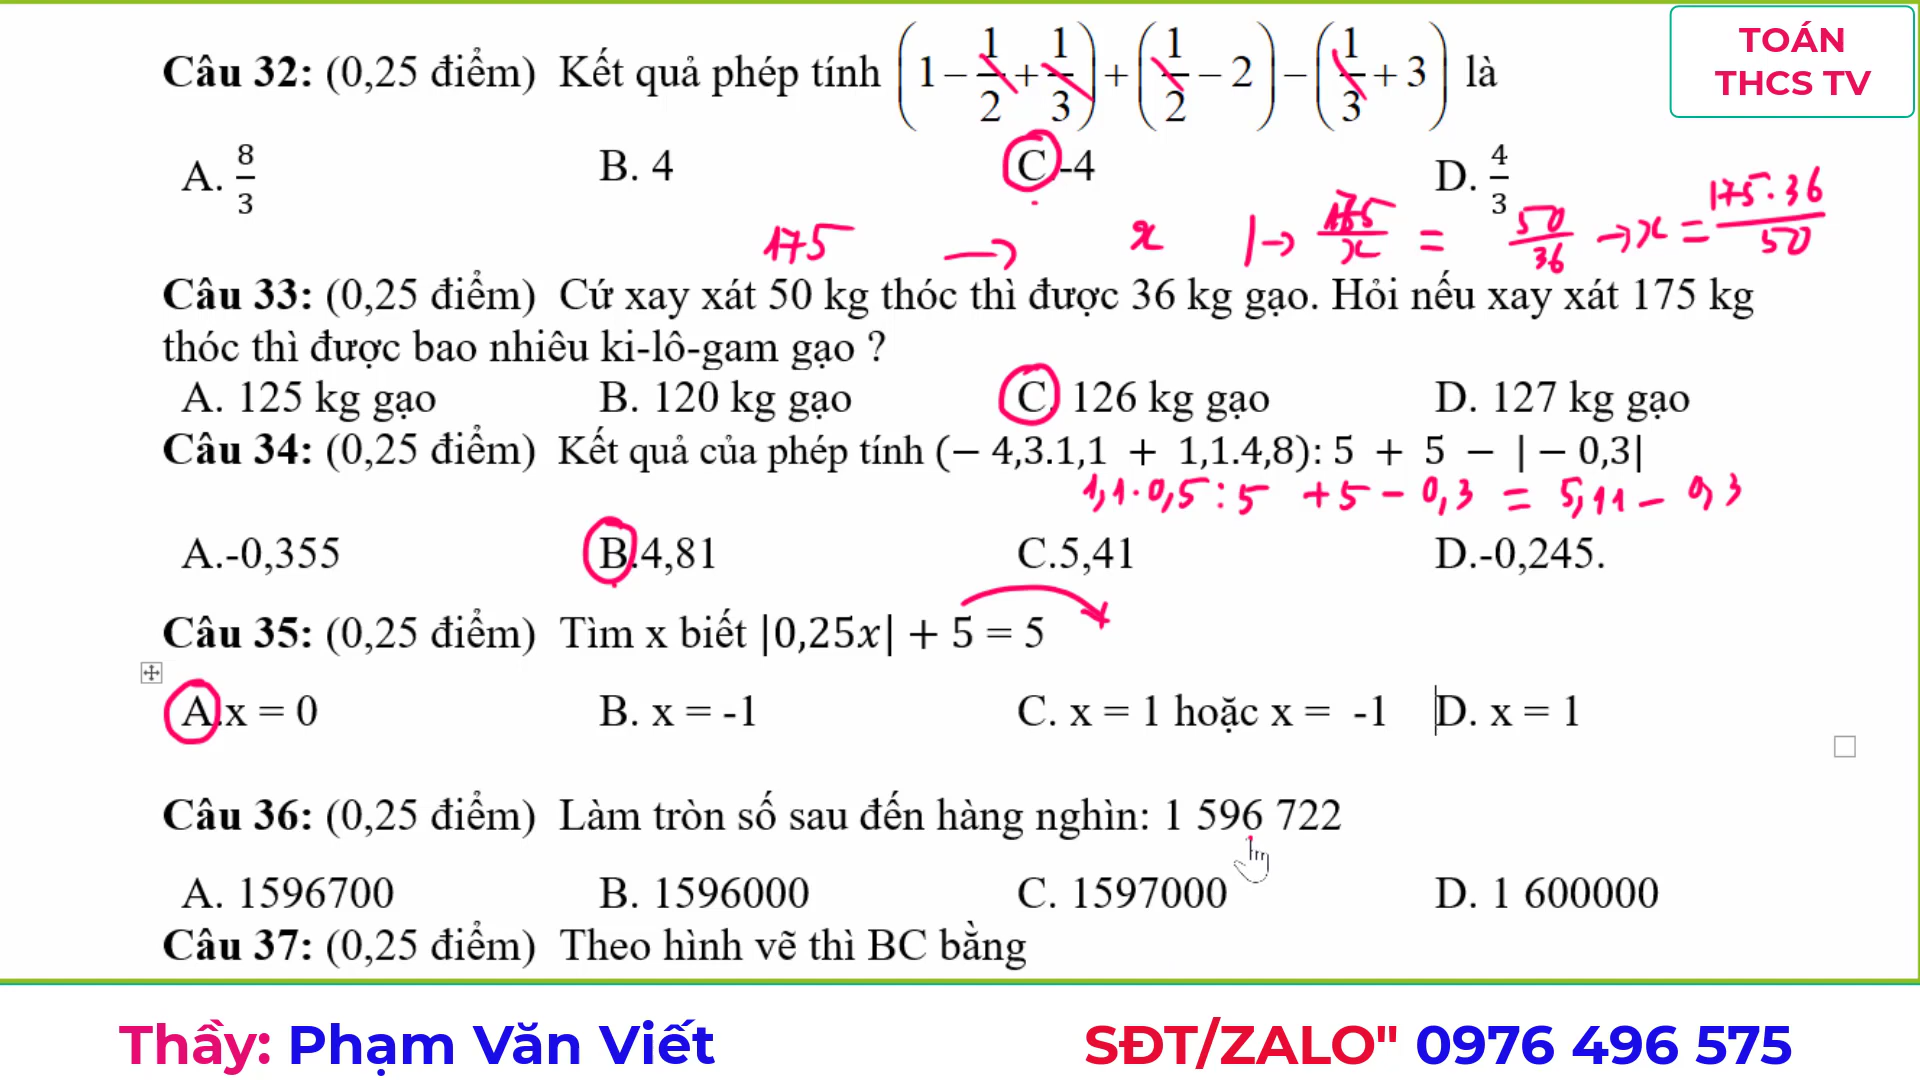 TOÁN
THCS TV
Câu 32: (0,25 điểm) Kết quả phép tính (1 − 1/2 + 1/3) + (1/2 − 2) − (1/3 + 3) là
A. 8/3 B. 4 C.-4 D. 4/3
175 → x | → 175/x = 50/36 → x = 175.36/50
Câu 33: (0,25 điểm) Cứ xay xát 50 kg thóc thì được 36 kg gạo. Hỏi nếu xay xát 175 kg
thóc thì được bao nhiêu ki-lô-gam gạo ?
A. 125 kg gạo B. 120 kg gạo C. 126 kg gạo D. 127 kg gạo
Câu 34: (0,25 điểm) Kết quả của phép tính (− 4,3.1,1 + 1,1.4,8): 5 + 5 − | − 0,3|
1,1.0,5:5 +5 − 0,3 = 5,11 − 0,3
A.-0,355 B.4,81 C.5,41 D.-0,245.
Câu 35: (0,25 điểm) Tìm x biết |0,25x| + 5 = 5
A.x = 0 B. x = -1 C. x = 1 hoặc x = -1 D. x = 1
Câu 36: (0,25 điểm) Làm tròn số sau đến hàng nghìn: 1 596 722
A. 1596700 B. 1596000 C. 1597000 D. 1 600000
Câu 37: (0,25 điểm) Theo hình vẽ thì BC bằng
Thầy: Phạm Văn Viết SĐT/ZALO" 0976 496 575